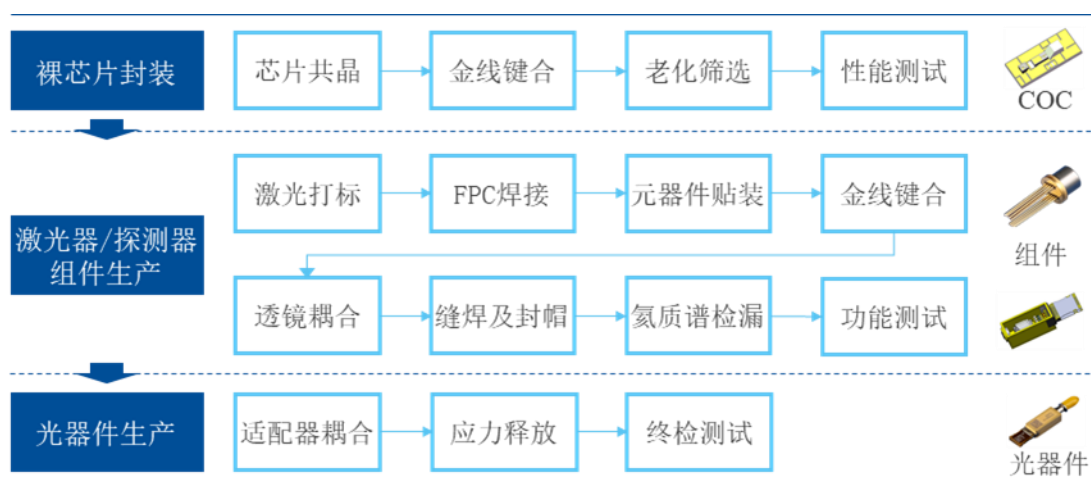 裸芯片封装
芯片共晶
金线键合
老化筛选
性能测试
COC
激光器/探测器
组件生产
激光打标
FPC焊接
元器件贴装
金线键合
组件
透镜耦合
缝焊及封帽
氦质谱检漏
功能测试
光器件生产
适配器耦合
应力释放
终检测试
光器件